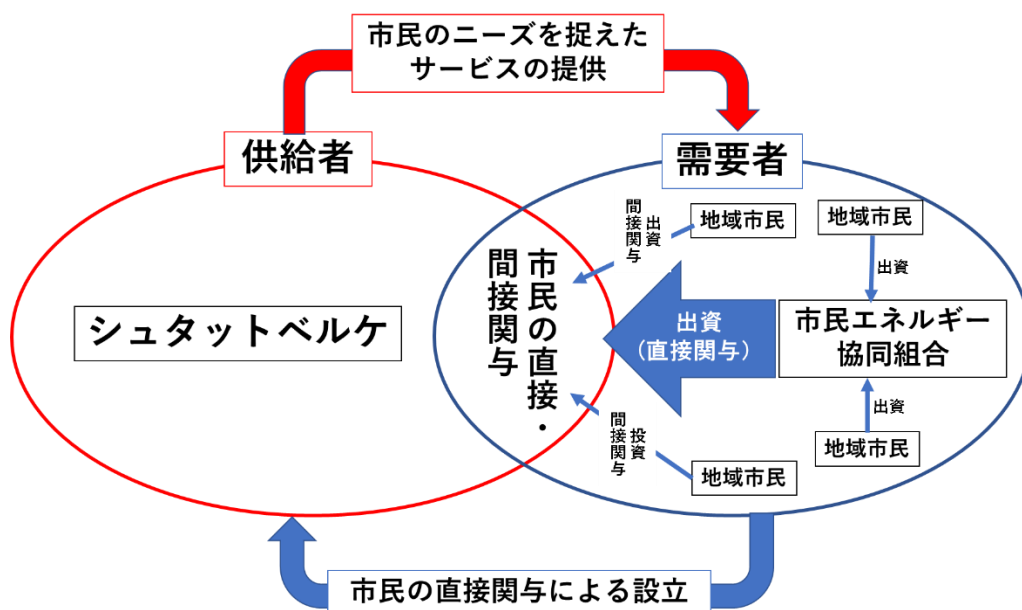 市民のニーズを捉えた
サービスの提供
供給者
需要者
シュタットベルケ
市民の直接・
間接関与
出資
間接関与
地域市民
地域市民
出資
出資
(直接関与)
市民エネルギー
協同組合
出資
投資
間接関与
地域市民
地域市民
市民の直接関与による設立